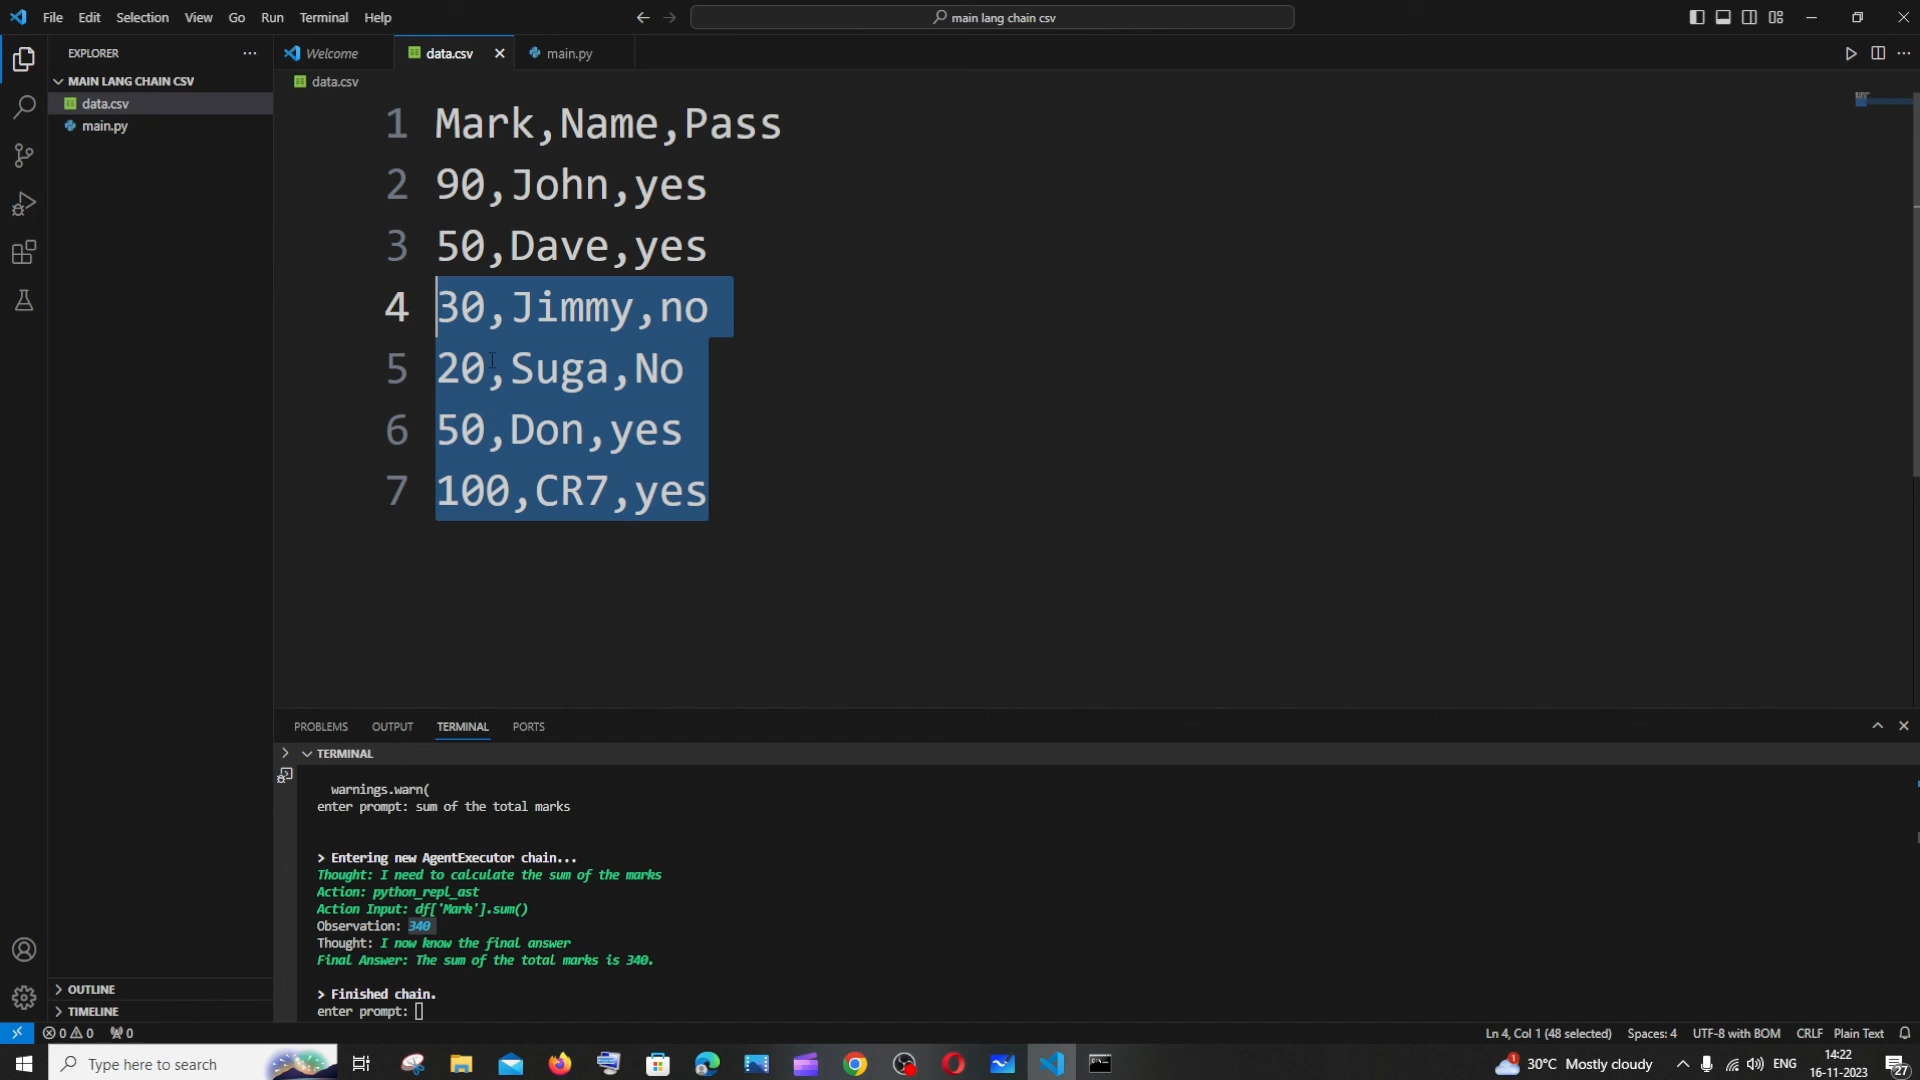 File Edit Selection View Go Run Terminal Help
main lang chain csv
EXPLORER
MAIN LANG CHAIN CSV
data.csv
main.py
OUTLINE
TIMELINE
Welcome
data.csv
main.py
data.csv
1 Mark,Name,Pass
2 90,John,yes
3 50,Dave,yes
4 30,Jimmy,no
5 20,Suga,No
6 50,Don,yes
7 100,CR7,yes
PROBLEMS OUTPUT TERMINAL PORTS
TERMINAL
warnings.warn(
enter prompt: sum of the total marks
> Entering new AgentExecutor chain...
Thought: I need to calculate the sum of the marks
Action: python_repl_ast
Action Input: df['Mark'].sum()
Observation: 340
Thought: I now know the final answer
Final Answer: The sum of the total marks is 340.
> Finished chain.
enter prompt:
0 0 0
Ln 4, Col 1 (48 selected) Spaces: 4 UTF-8 with BOM CRLF Plain Text
Type here to search
1 30°C Mostly cloudy ENG
14:22
16-11-2023
27